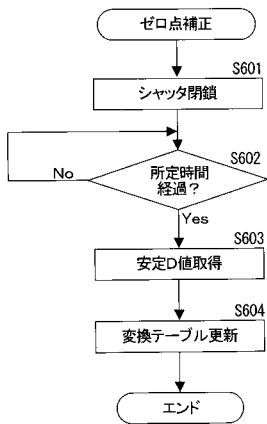 ゼロ点補正
S601
シャッタ閉鎖
S602
所定時間
経過？
No
Yes
S603
安定D値取得
S604
変換テーブル更新
エンド